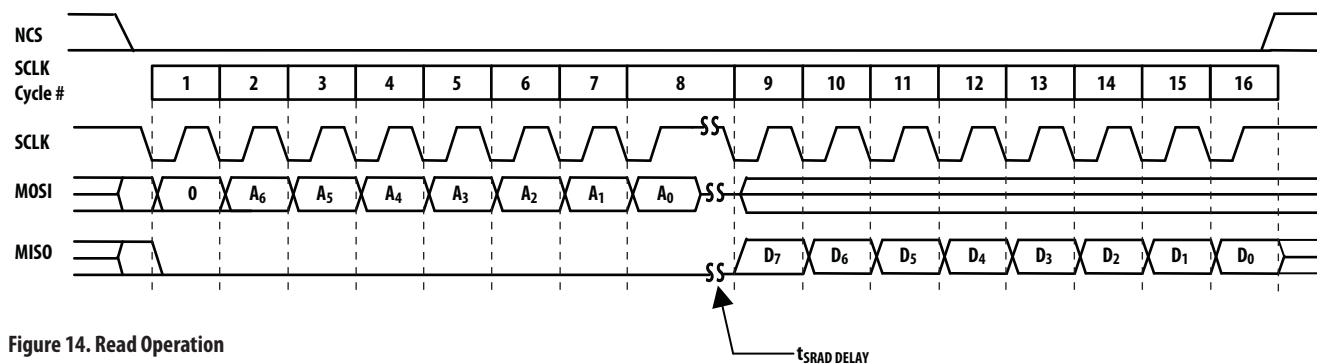 NCS
SCLK
Cycle #
1 2 3 4 5 6 7 8 9 10 11 12 13 14 15 16
SCLK
MOSI 0 A6 A5 A4 A3 A2 A1 A0
MISO D7 D6 D5 D4 D3 D2 D1 D0
Figure 14. Read Operation
tSRAD DELAY